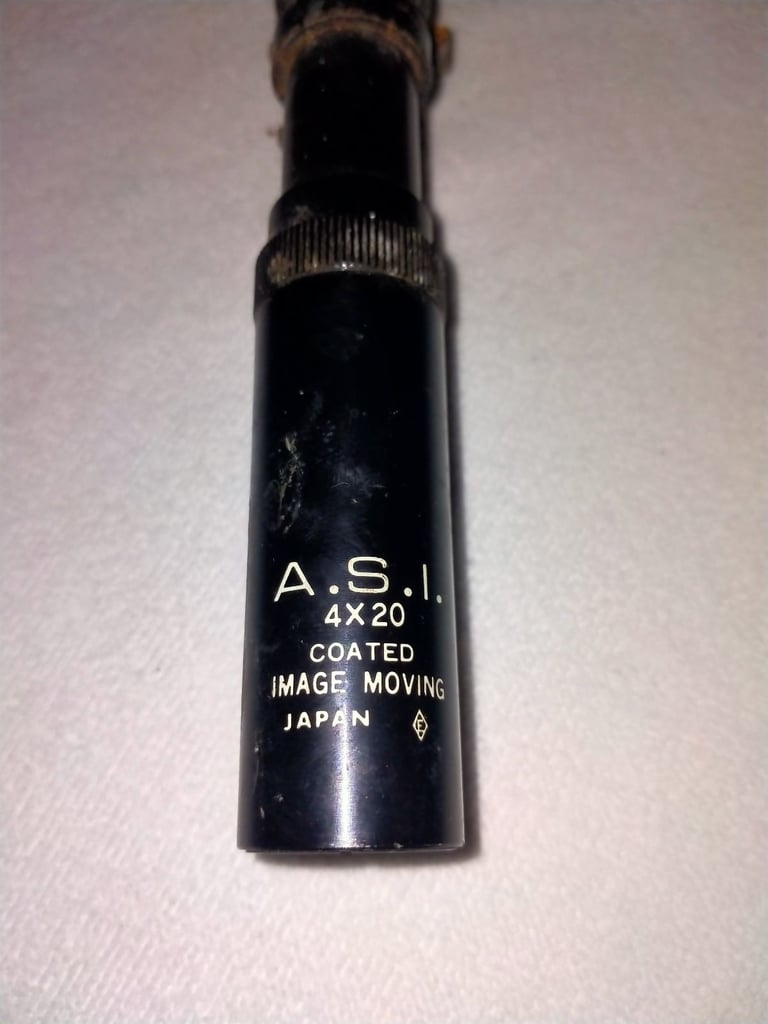 A.S.I.
4X20
COATED
IMAGE MOVING
JAPAN E